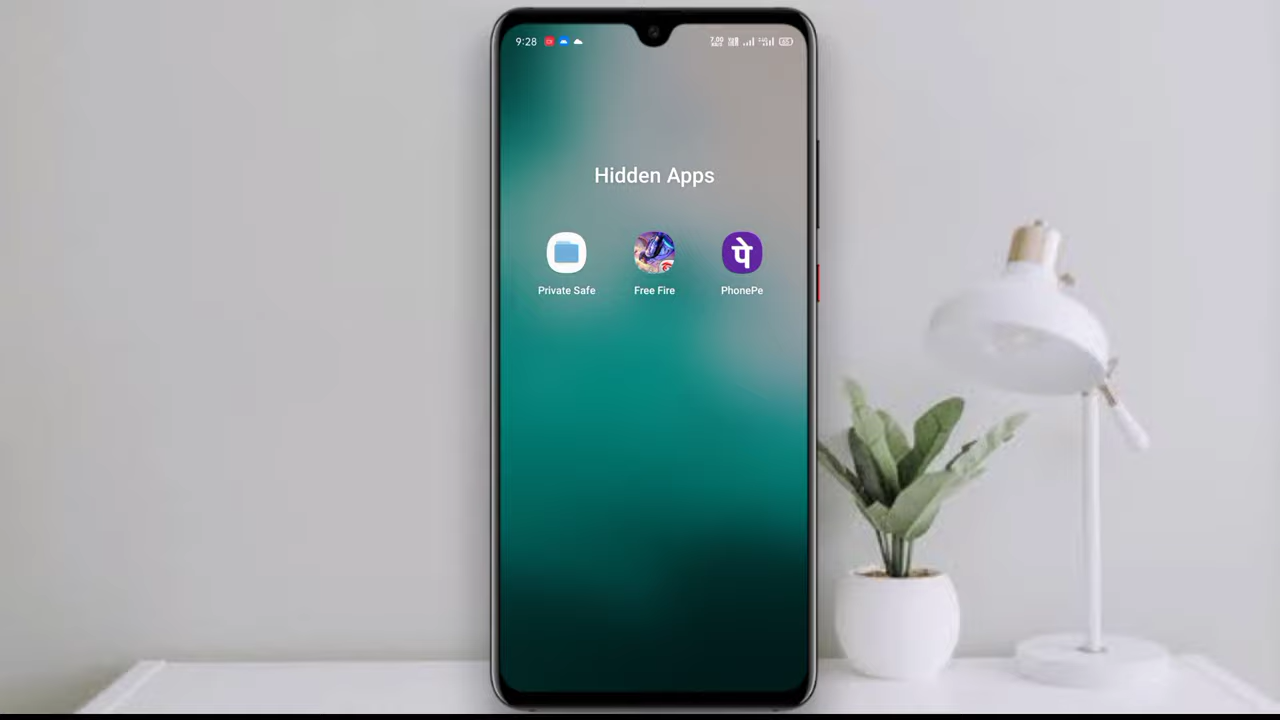 9:28
Hidden Apps
पे
Private Safe
Free Fire
PhonePe